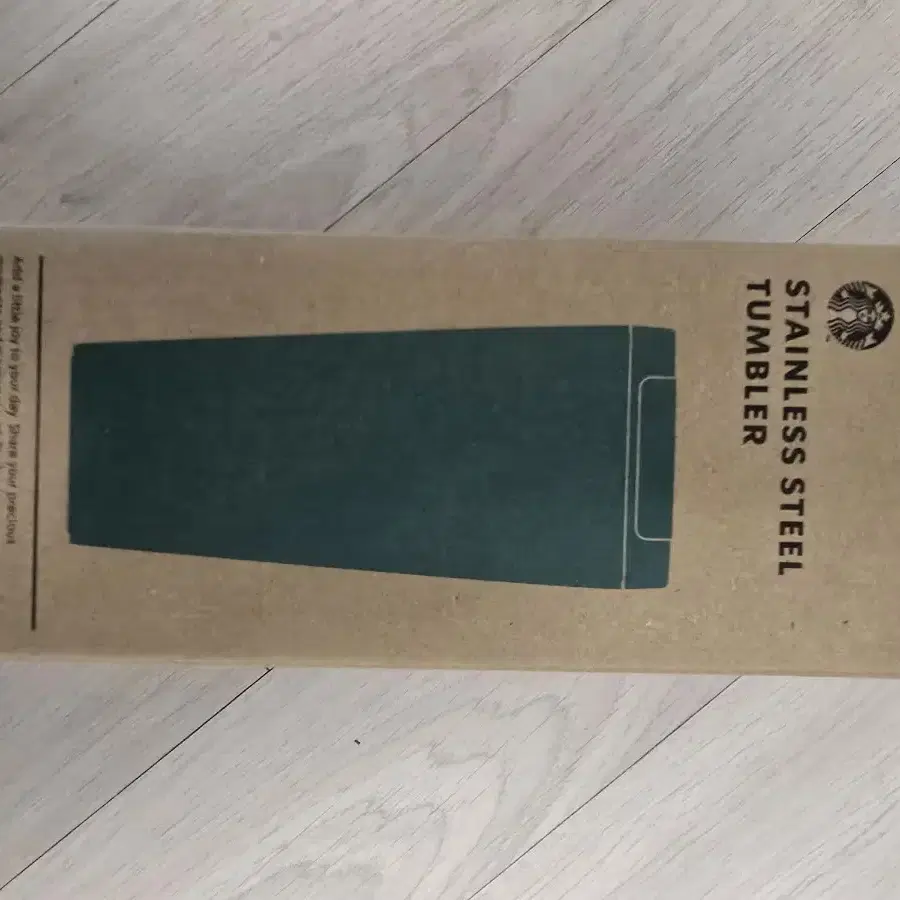 STAINLESS STEEL
TUMBLER
Add a little joy to your day. Share your precious